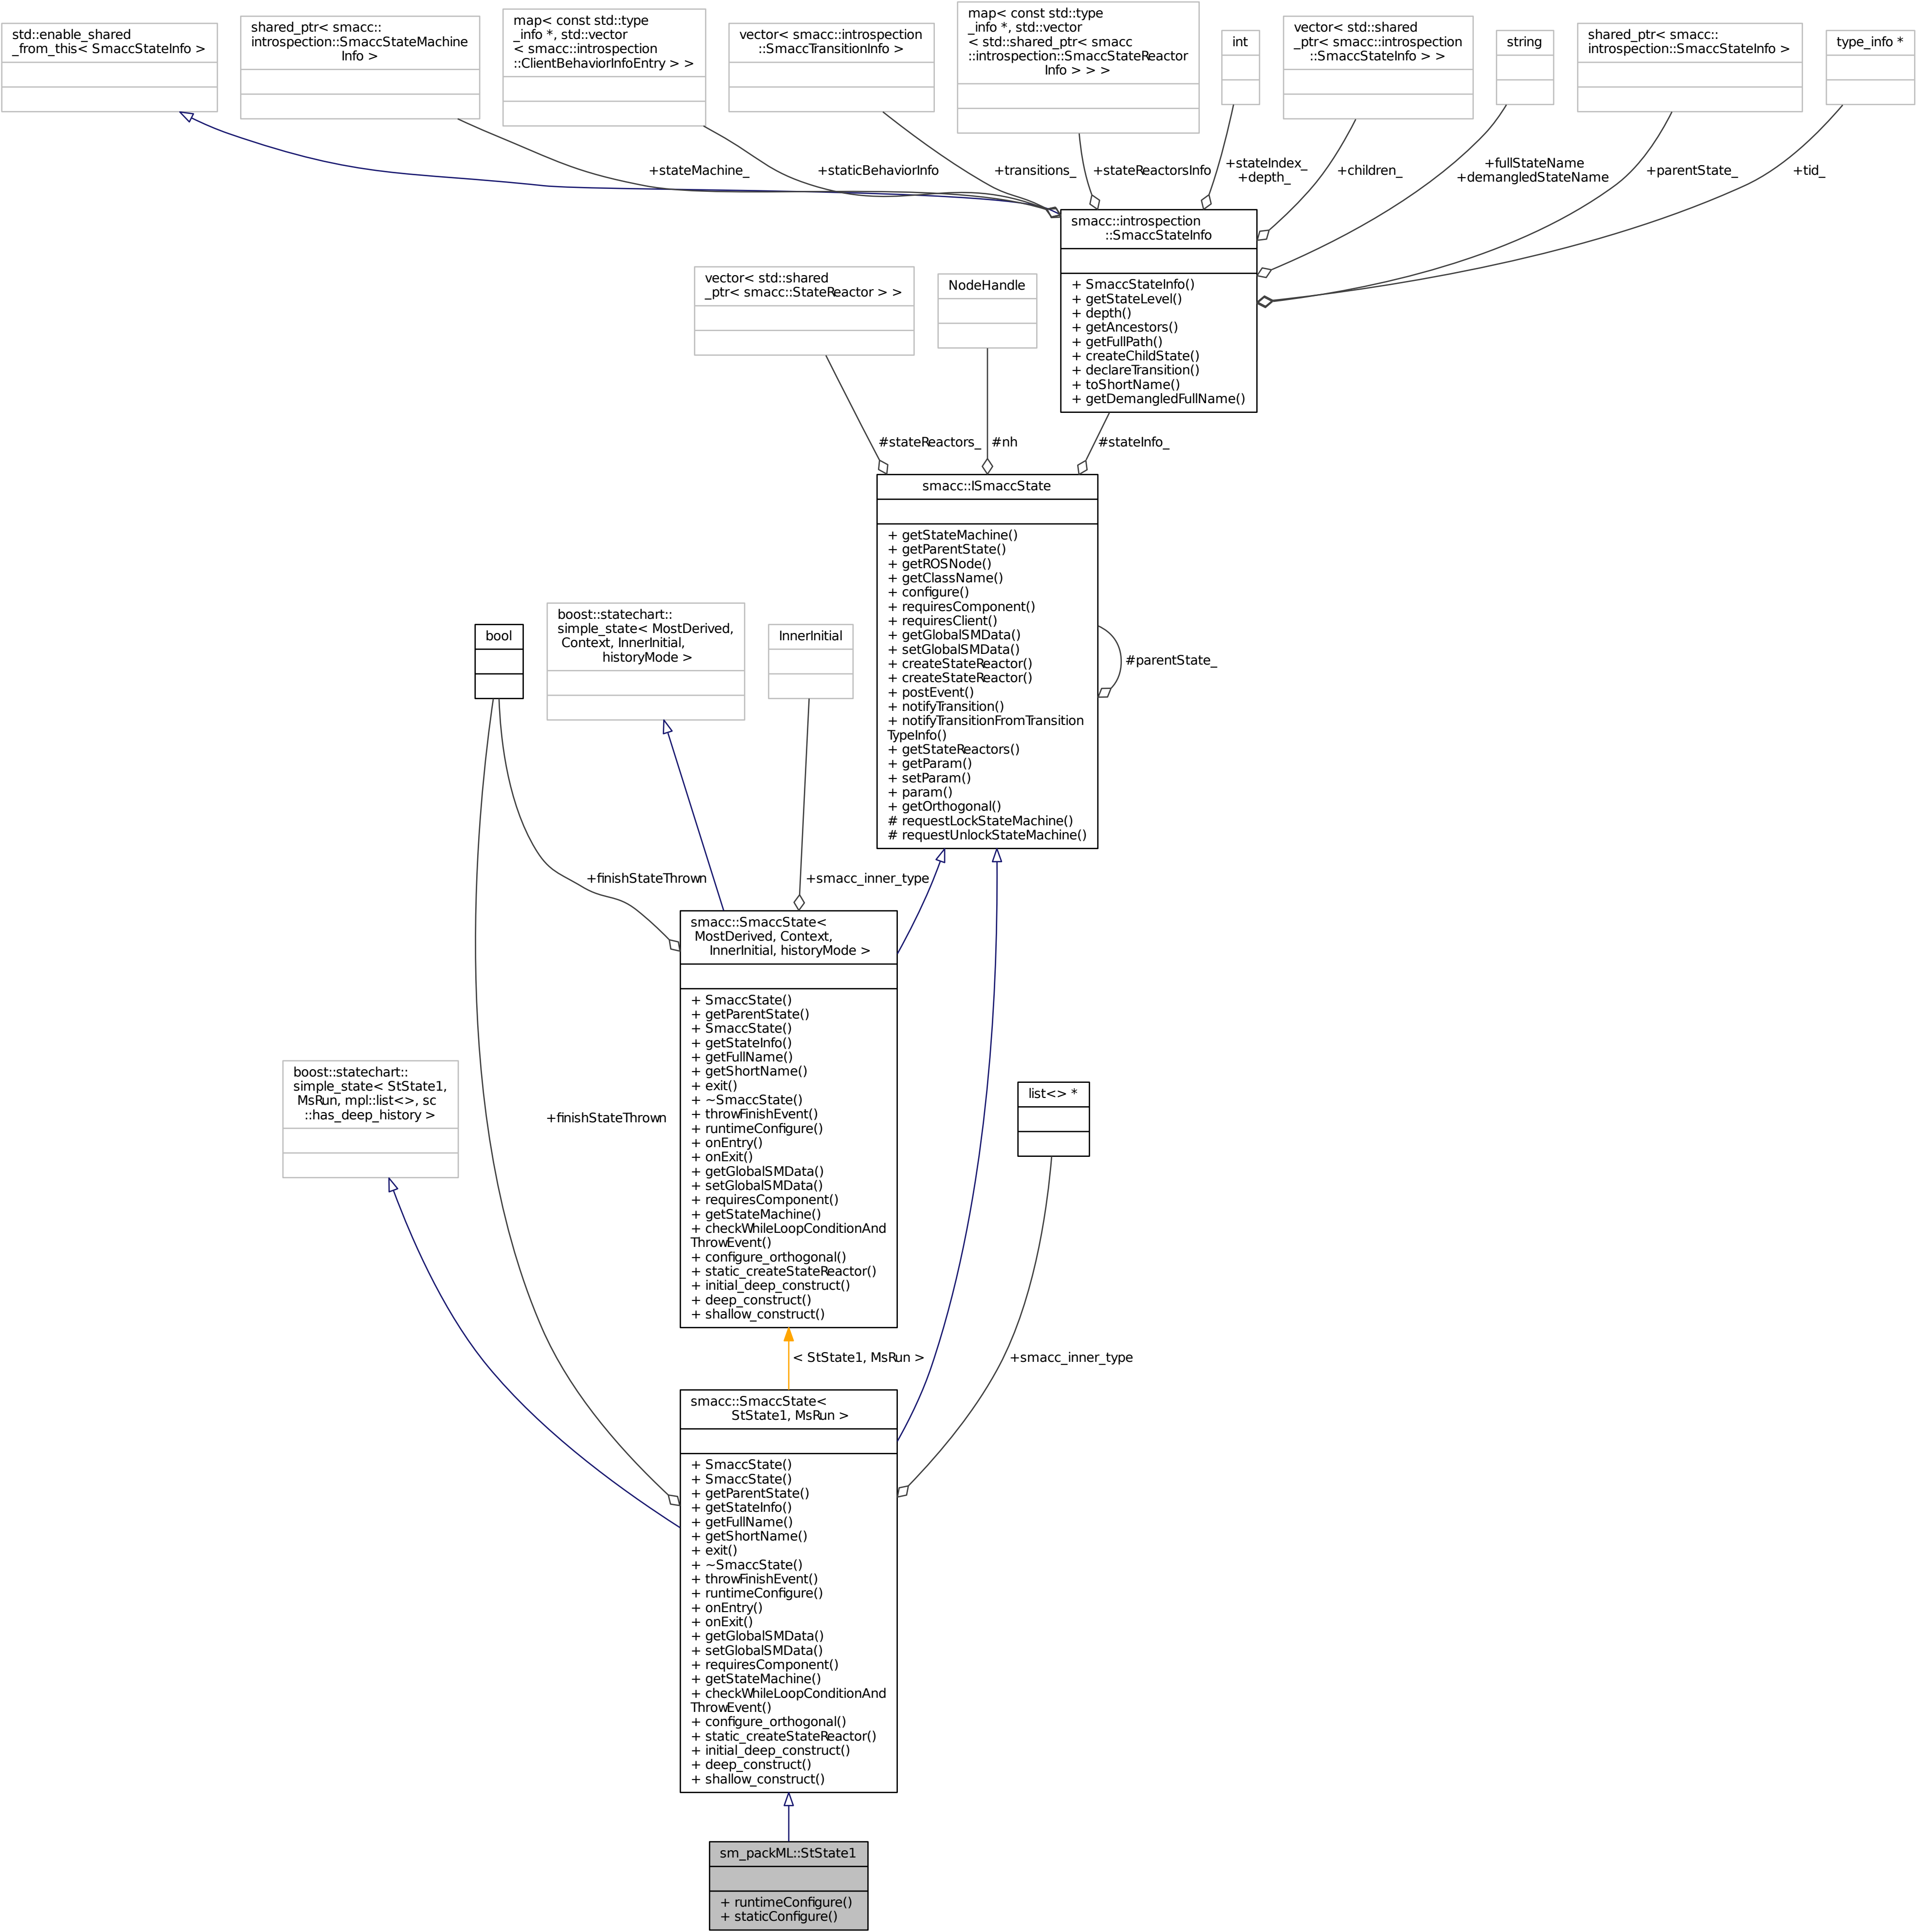 std::enable_shared
_from_this< SmaccStateInfo >
shared_ptr< smacc::
introspection::SmaccStateMachine
Info >
map< const std::type
_info *, std::vector
< smacc::introspection
::ClientBehaviorInfoEntry > >
vector< smacc::introspection
::SmaccTransitionInfo >
map< const std::type
_info *, std::vector
< std::shared_ptr< smacc
::introspection::SmaccStateReactor
Info > > >
int
vector< std::shared
_ptr< smacc::introspection
::SmaccStateInfo > >
string
shared_ptr< smacc::
introspection::SmaccStateInfo >
type_info *
+stateMachine_
+staticBehaviorInfo
+transitions_
+stateReactorsInfo
+stateIndex_
+depth_
+children_
+fullStateName
+demangledStateName
+parentState_
+tid_
smacc::introspection
::SmaccStateInfo
+ SmaccStateInfo()
+ getStateLevel()
+ depth()
+ getAncestors()
+ getFullPath()
+ createChildState()
+ declareTransition()
+ toShortName()
+ getDemangledFullName()
vector< std::shared
_ptr< smacc::StateReactor > >
NodeHandle
#stateReactors_
#nh
#stateInfo_
smacc::ISmaccState
+ getStateMachine()
+ getParentState()
+ getROSNode()
+ getClassName()
+ configure()
+ requiresComponent()
+ requiresClient()
+ getGlobalSMData()
+ setGlobalSMData()
+ createStateReactor()
+ createStateReactor()
+ postEvent()
+ notifyTransition()
+ notifyTransitionFromTransition
TypeInfo()
+ getStateReactors()
+ getParam()
+ setParam()
+ param()
+ getOrthogonal()
# requestLockStateMachine()
# requestUnlockStateMachine()
#parentState_
bool
boost::statechart::
simple_state< MostDerived,
Context, InnerInitial,
historyMode >
InnerInitial
+finishStateThrown
+smacc_inner_type
smacc::SmaccState<
MostDerived, Context,
InnerInitial, historyMode >
+ SmaccState()
+ getParentState()
+ SmaccState()
+ getStateInfo()
+ getFullName()
+ getShortName()
+ exit()
+ ~SmaccState()
+ throwFinishEvent()
+ runtimeConfigure()
+ onEntry()
+ onExit()
+ getGlobalSMData()
+ setGlobalSMData()
+ requiresComponent()
+ getStateMachine()
+ checkWhileLoopConditionAnd
ThrowEvent()
+ configure_orthogonal()
+ static_createStateReactor()
+ initial_deep_construct()
+ deep_construct()
+ shallow_construct()
boost::statechart::
simple_state< StState1,
MsRun, mpl::list<>, sc
::has_deep_history >
+finishStateThrown
list<> *
< StState1, MsRun >
+smacc_inner_type
smacc::SmaccState<
StState1, MsRun >
+ SmaccState()
+ SmaccState()
+ getParentState()
+ getStateInfo()
+ getFullName()
+ getShortName()
+ exit()
+ ~SmaccState()
+ throwFinishEvent()
+ runtimeConfigure()
+ onEntry()
+ onExit()
+ getGlobalSMData()
+ setGlobalSMData()
+ requiresComponent()
+ getStateMachine()
+ checkWhileLoopConditionAnd
ThrowEvent()
+ configure_orthogonal()
+ static_createStateReactor()
+ initial_deep_construct()
+ deep_construct()
+ shallow_construct()
sm_packML::StState1
+ runtimeConfigure()
+ staticConfigure()